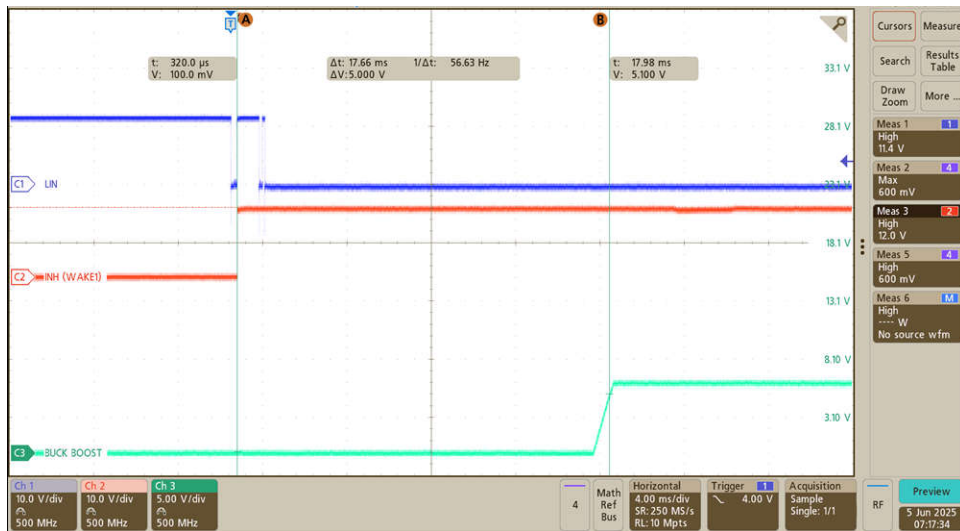 T
A
B
t: 320.0 µs
V: 100.0 mV
Δt: 17.66 ms 1/Δt: 56.63 Hz
ΔV: 5.000 V
t: 17.98 ms
V: 5.100 V
33.1 V
28.1 V
C1 LIN
18.1 V
C2 INH (WAKE1)
13.1 V
8.10 V
3.10 V
C3 BUCK BOOST
Cursors
Measure
Search
Results
Table
Draw
Zoom
More ...
Meas 1 1
High
11.4 V
Meas 2 4
Max
600 mV
Meas 3 2
High
12.0 V
Meas 5 4
High
600 mV
Meas 6 M
High
---- W
No source wfm
Ch 1
10.0 V/div
500 MHz
Ch 2
10.0 V/div
500 MHz
Ch 3
5.00 V/div
500 MHz
4
Math
Ref
Bus
Horizontal
4.00 ms/div
SR: 250 MS/s
RL: 10 Mpts
Trigger 1
4.00 V
Acquisition
Sample
Single: 1/1
RF
Preview
5 Jun 2025
07:17:34